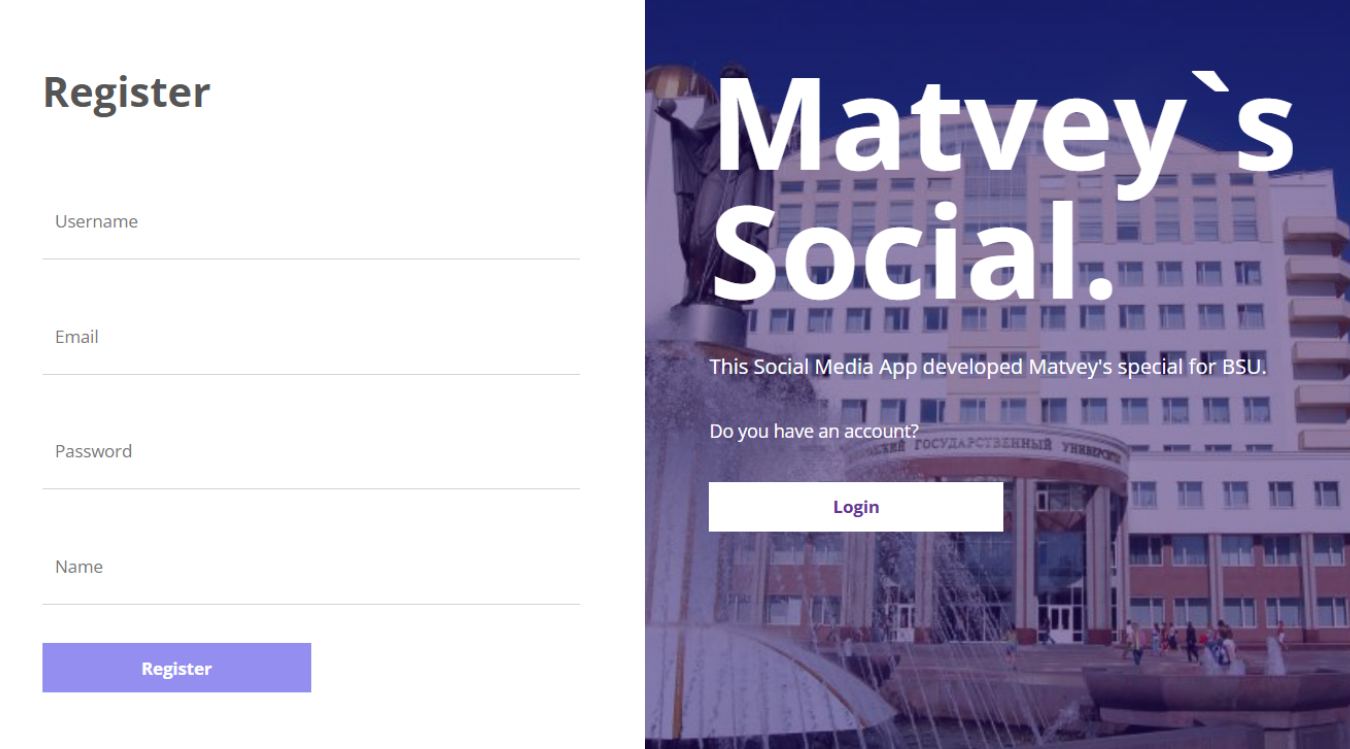 Register
Username
Email
Password
Name
Register
Matvey`s
Social.
This Social Media App developed Matvey's special for BSU.
Do you have an account?
ГОСУДАРСТВЕННЫЙ УНИВЕРСИТЕТ
Login